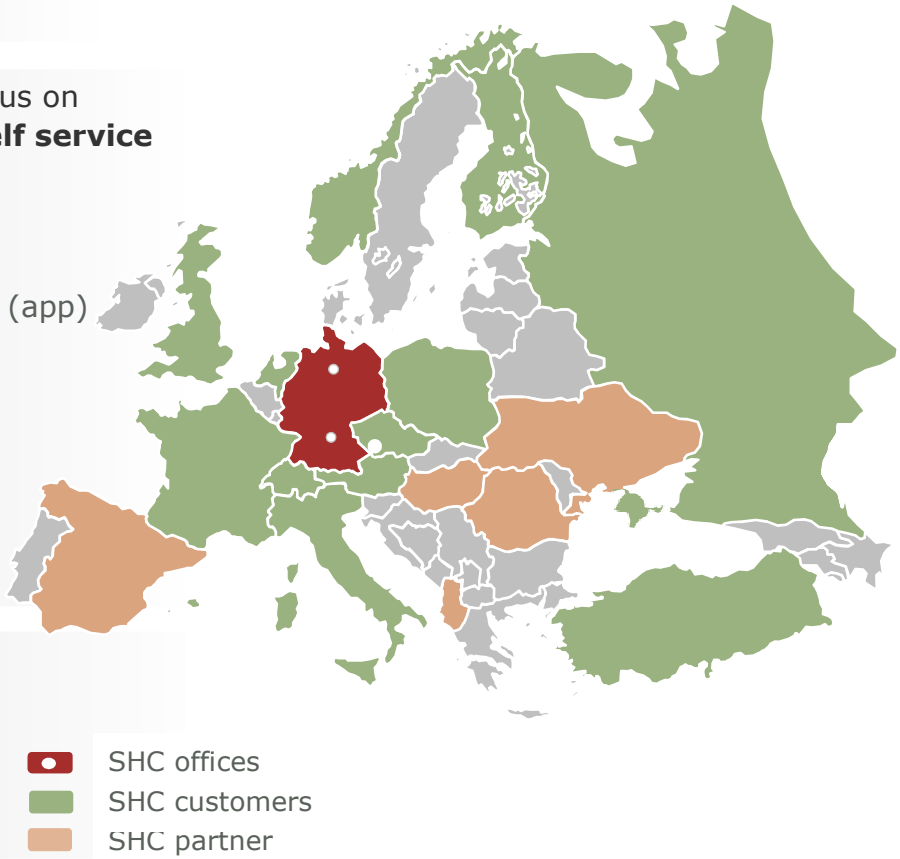 us on
elf service
(app)
SHC offices
SHC customers
SHC partner